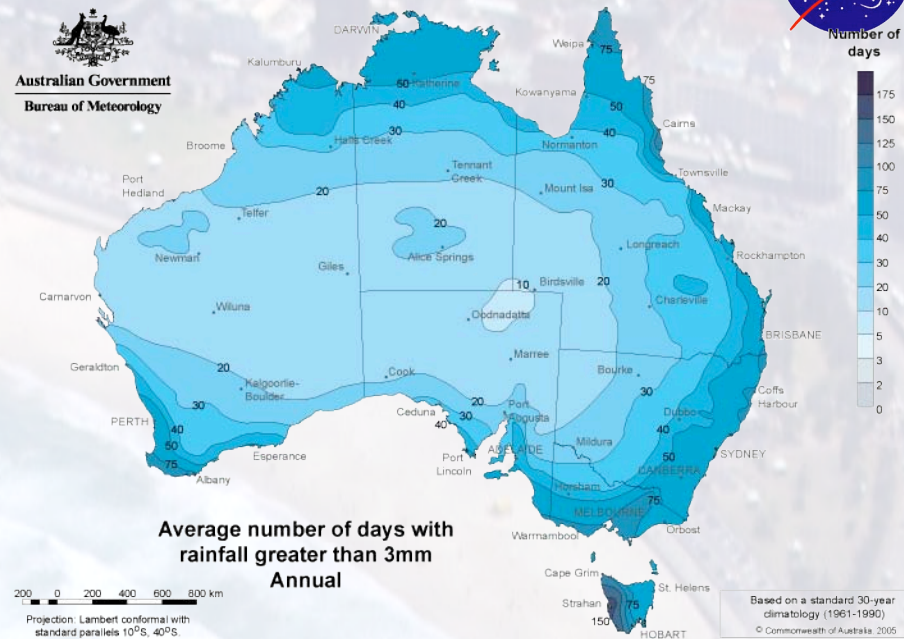 Australian Government
Bureau of Meteorology
Number of
days
175
150
125
100
75
50
40
30
20
10
5
3
2
0
DARWIN
Weipa
75
75
Kalumburu
50
Katherine
Kowanyama
50
40
40
Cairns
30
Broome
Halls Creek
Normanton
Townsville
Tennant
Creek
30
Port
Hedland
20
Mount Isa
Mackay
Telfer
20
Longreach
Newman
Alice Springs
Rockhampton
Giles
10
Birdsville
20
Carnarvon
Charleville
Wiluna
Oodnadatta
BRISBANE
Marree
Geraldton
20
Cook
Bourke
Kalgoorlie-
Boulder
30
Coffs
Harbour
30
20
Port
Augusta
Ceduna
30
Dubbo
PERTH
40
40
40
50
Mildura
ADELAIDE
SYDNEY
75
Esperance
Port
Lincoln
50
CANBERRA
Albany
Horsham
75
MELBOURNE
Orbost
Warrnambool
Average number of days with
rainfall greater than 3mm
Annual
Cape Grim
St. Helens
Strahan
75
150
HOBART
200 0 200 400 600 800 km
Projection: Lambert conformal with
standard parallels 10°S, 40°S.
Based on a standard 30-year
climatology (1961-1990)
© Commonwealth of Australia, 2005